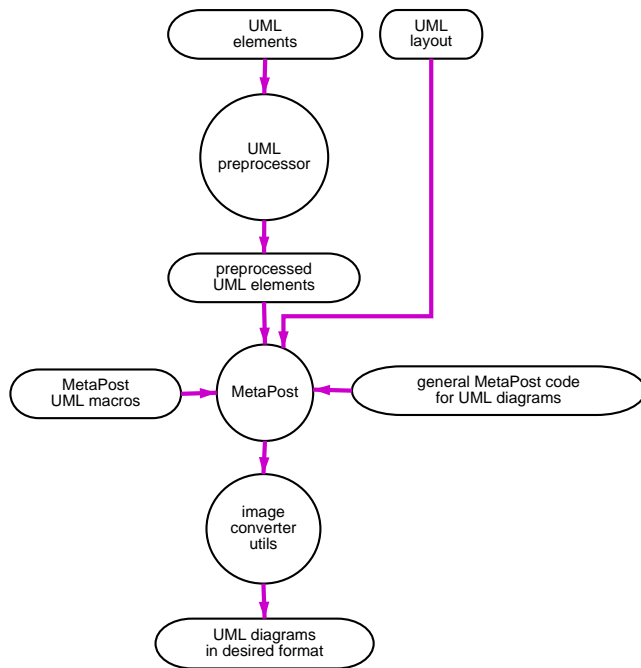 UML
elements
UML
layout
UML
preprocessor
preprocessed
UML elements
MetaPost
UML macros
MetaPost
general MetaPost code
for UML diagrams
image
converter
utils
UML diagrams
in desired format